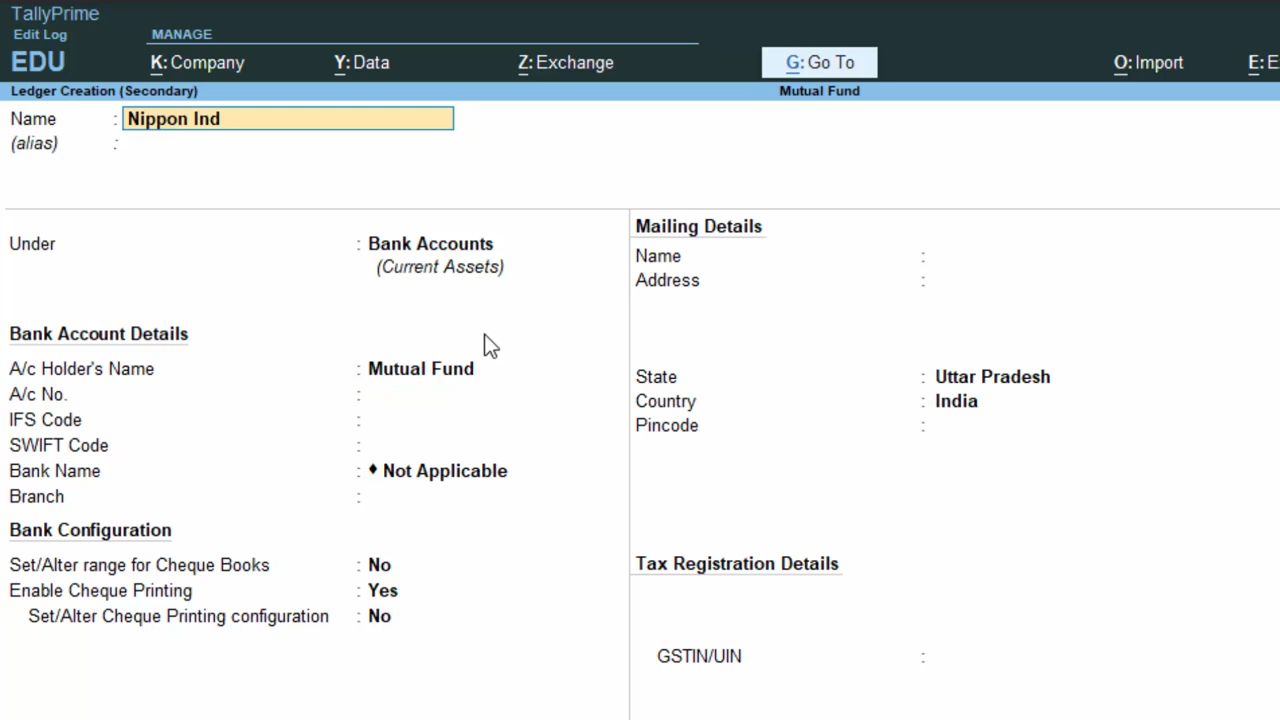 TallyPrime
Edit Log
EDU
MANAGE
K: Company
Y: Data
Z: Exchange
G: Go To
O: Import
E: E
Ledger Creation (Secondary)
Mutual Fund
Name : Nippon Ind
(alias) :
Under : Bank Accounts
(Current Assets)
Bank Account Details
A/c Holder's Name : Mutual Fund
A/c No. :
IFS Code :
SWIFT Code :
Bank Name : ♦ Not Applicable
Branch :
Bank Configuration
Set/Alter range for Cheque Books : No
Enable Cheque Printing : Yes
Set/Alter Cheque Printing configuration : No
Mailing Details
Name :
Address :
State : Uttar Pradesh
Country : India
Pincode :
Tax Registration Details
GSTIN/UIN :